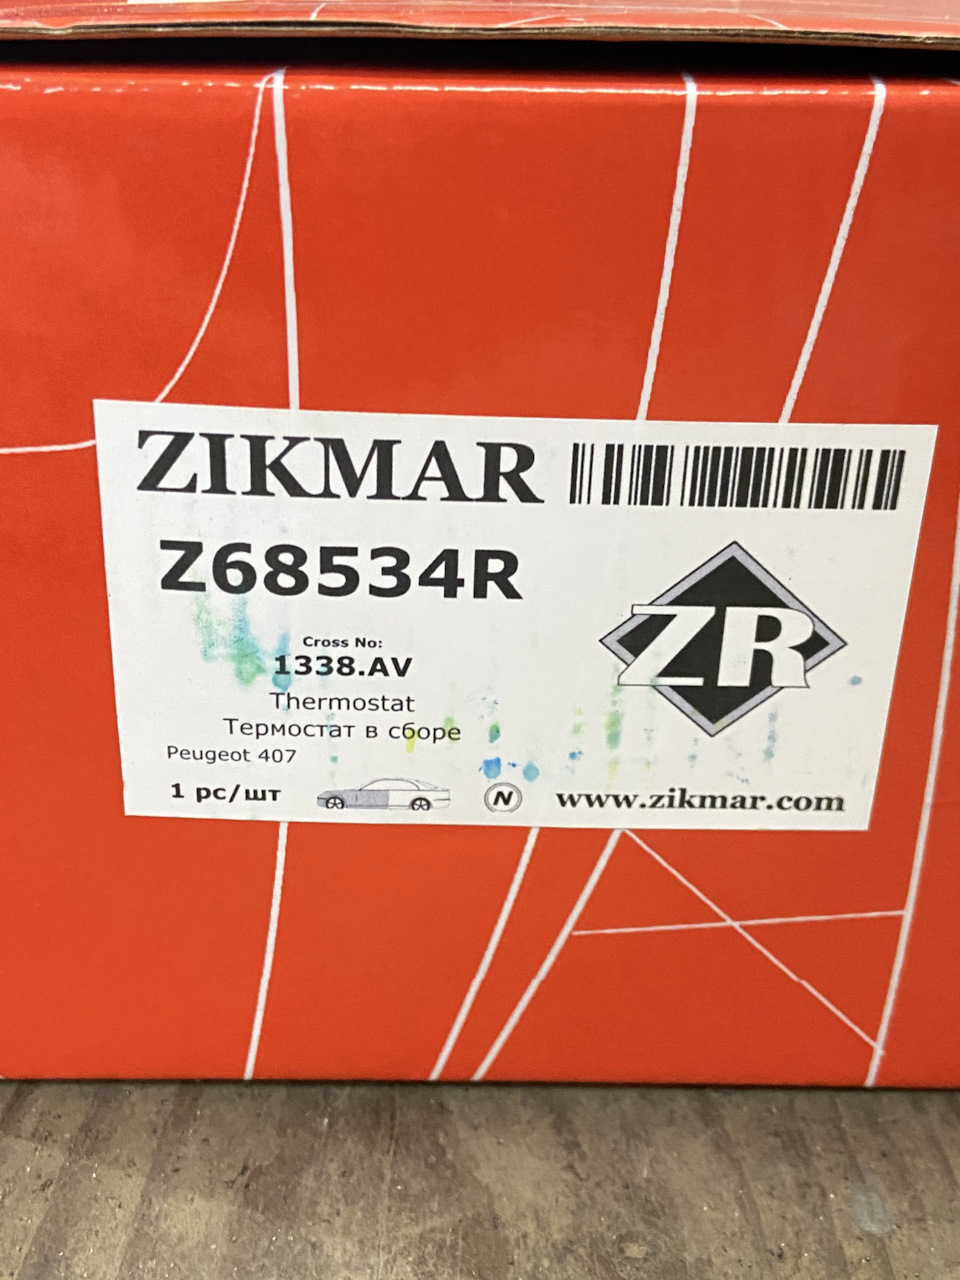 ZIKMAR
Z68534R
ZR
Cross No:
1338.AV
Thermostat
Термостат в сборе
Peugeot 407
1 pc/шт
N
www.zikmar.com